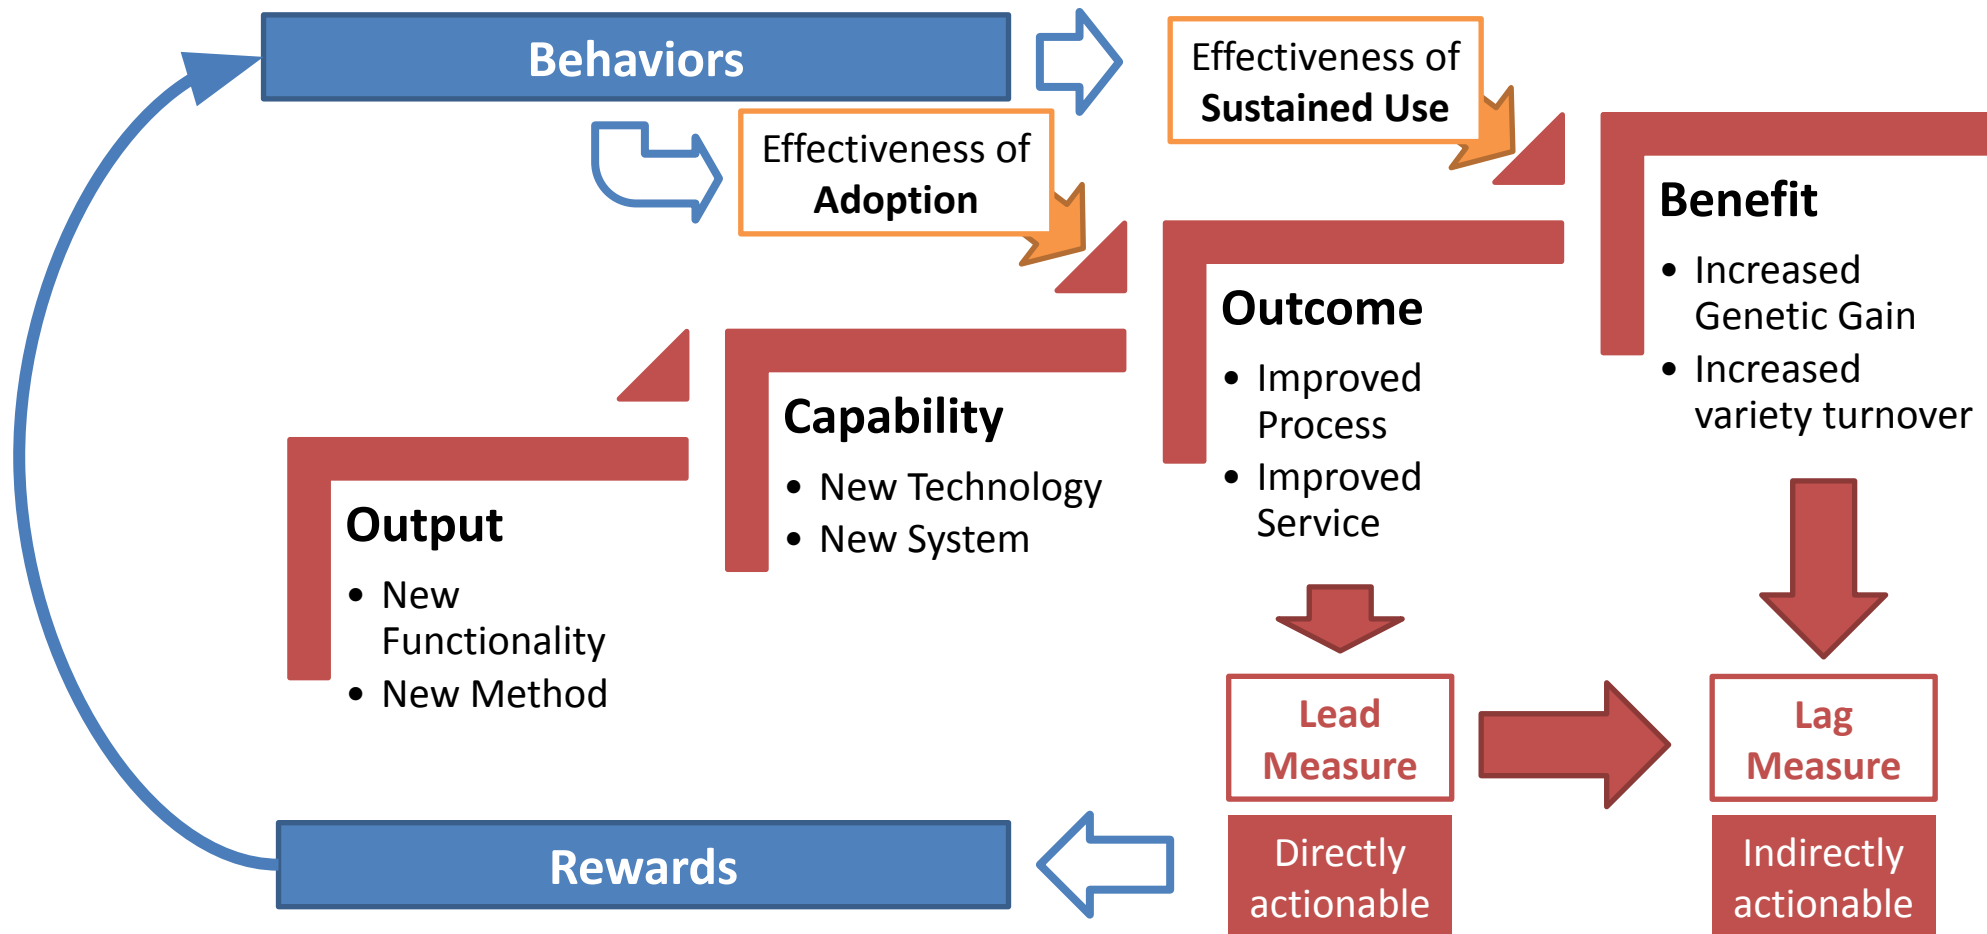 Behaviors
Effectiveness of
Sustained Use
Effectiveness of
Adoption
Benefit
• Increased
Genetic Gain
• Increased
variety turnover
Outcome
• Improved
Process
• Improved
Service
Capability
• New Technology
• New System
Output
• New
Functionality
• New Method
Lead
Measure
Lag
Measure
Directly
actionable
Indirectly
actionable
Rewards